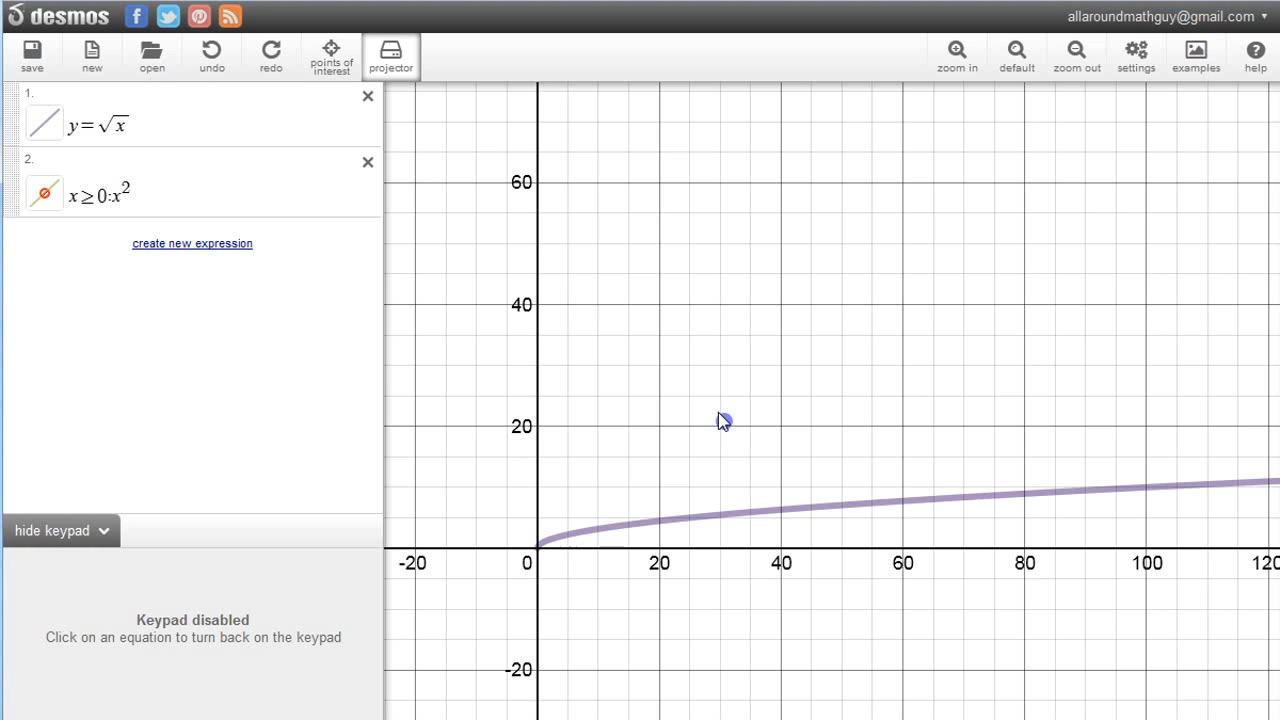 desmos
allaroundmathguy@gmail.com
save new open undo redo points of interest projector zoom in default zoom out settings examples help
1.
y=√x
2.
x≥0:x²
create new expression
hide keypad
Keypad disabled
Click on an equation to turn back on the keypad
60
40
20
-20 0 20 40 60 80 100 120
-20